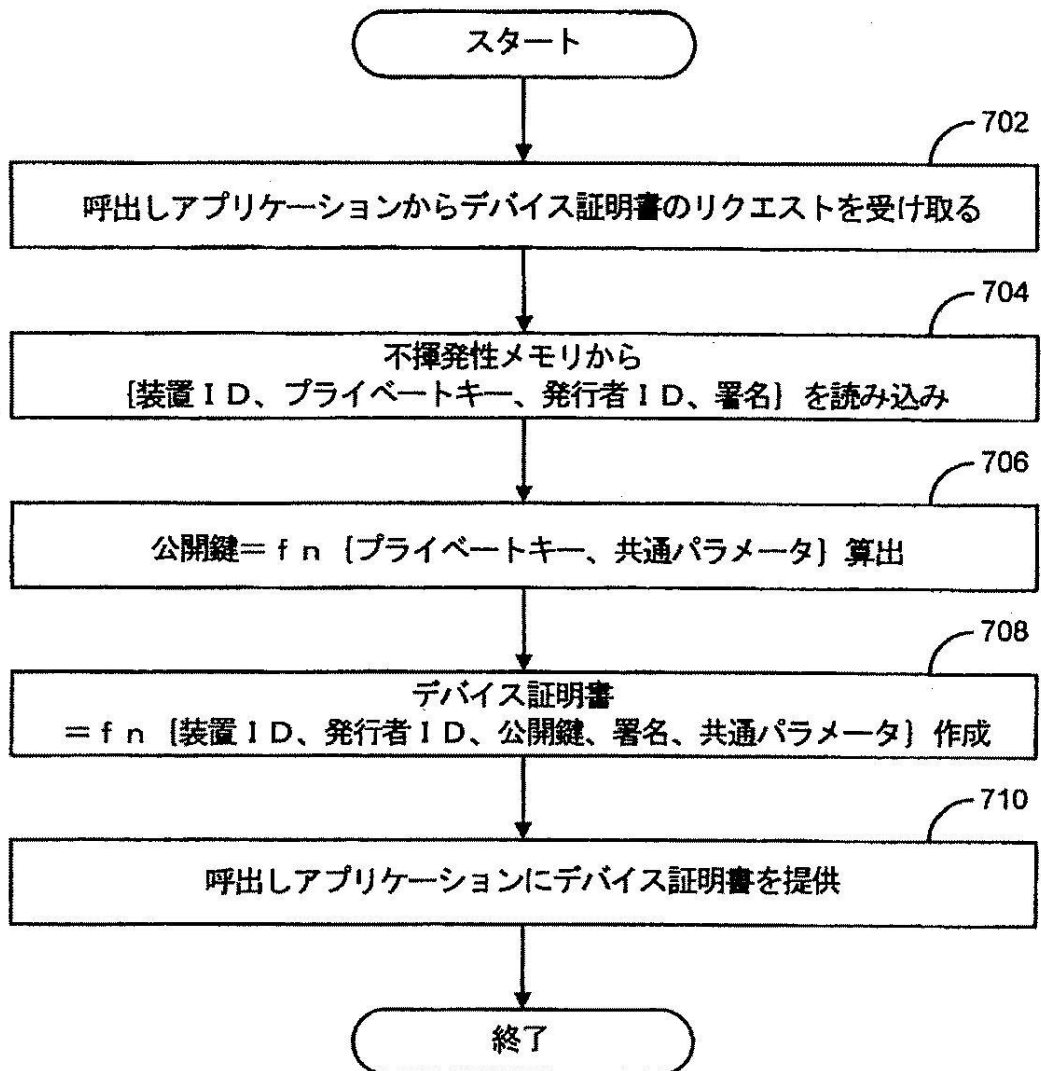 スタート
702
呼出しアプリケーションからデバイス証明書のリクエストを受け取る
704
不揮発性メモリから
{装置ＩＤ、プライベートキー、発行者ＩＤ、署名} を読み込み
706
公開鍵＝ｆｎ {プライベートキー、共通パラメータ} 算出
708
デバイス証明書
＝ｆｎ {装置ＩＤ、発行者ＩＤ、公開鍵、署名、共通パラメータ} 作成
710
呼出しアプリケーションにデバイス証明書を提供
終了